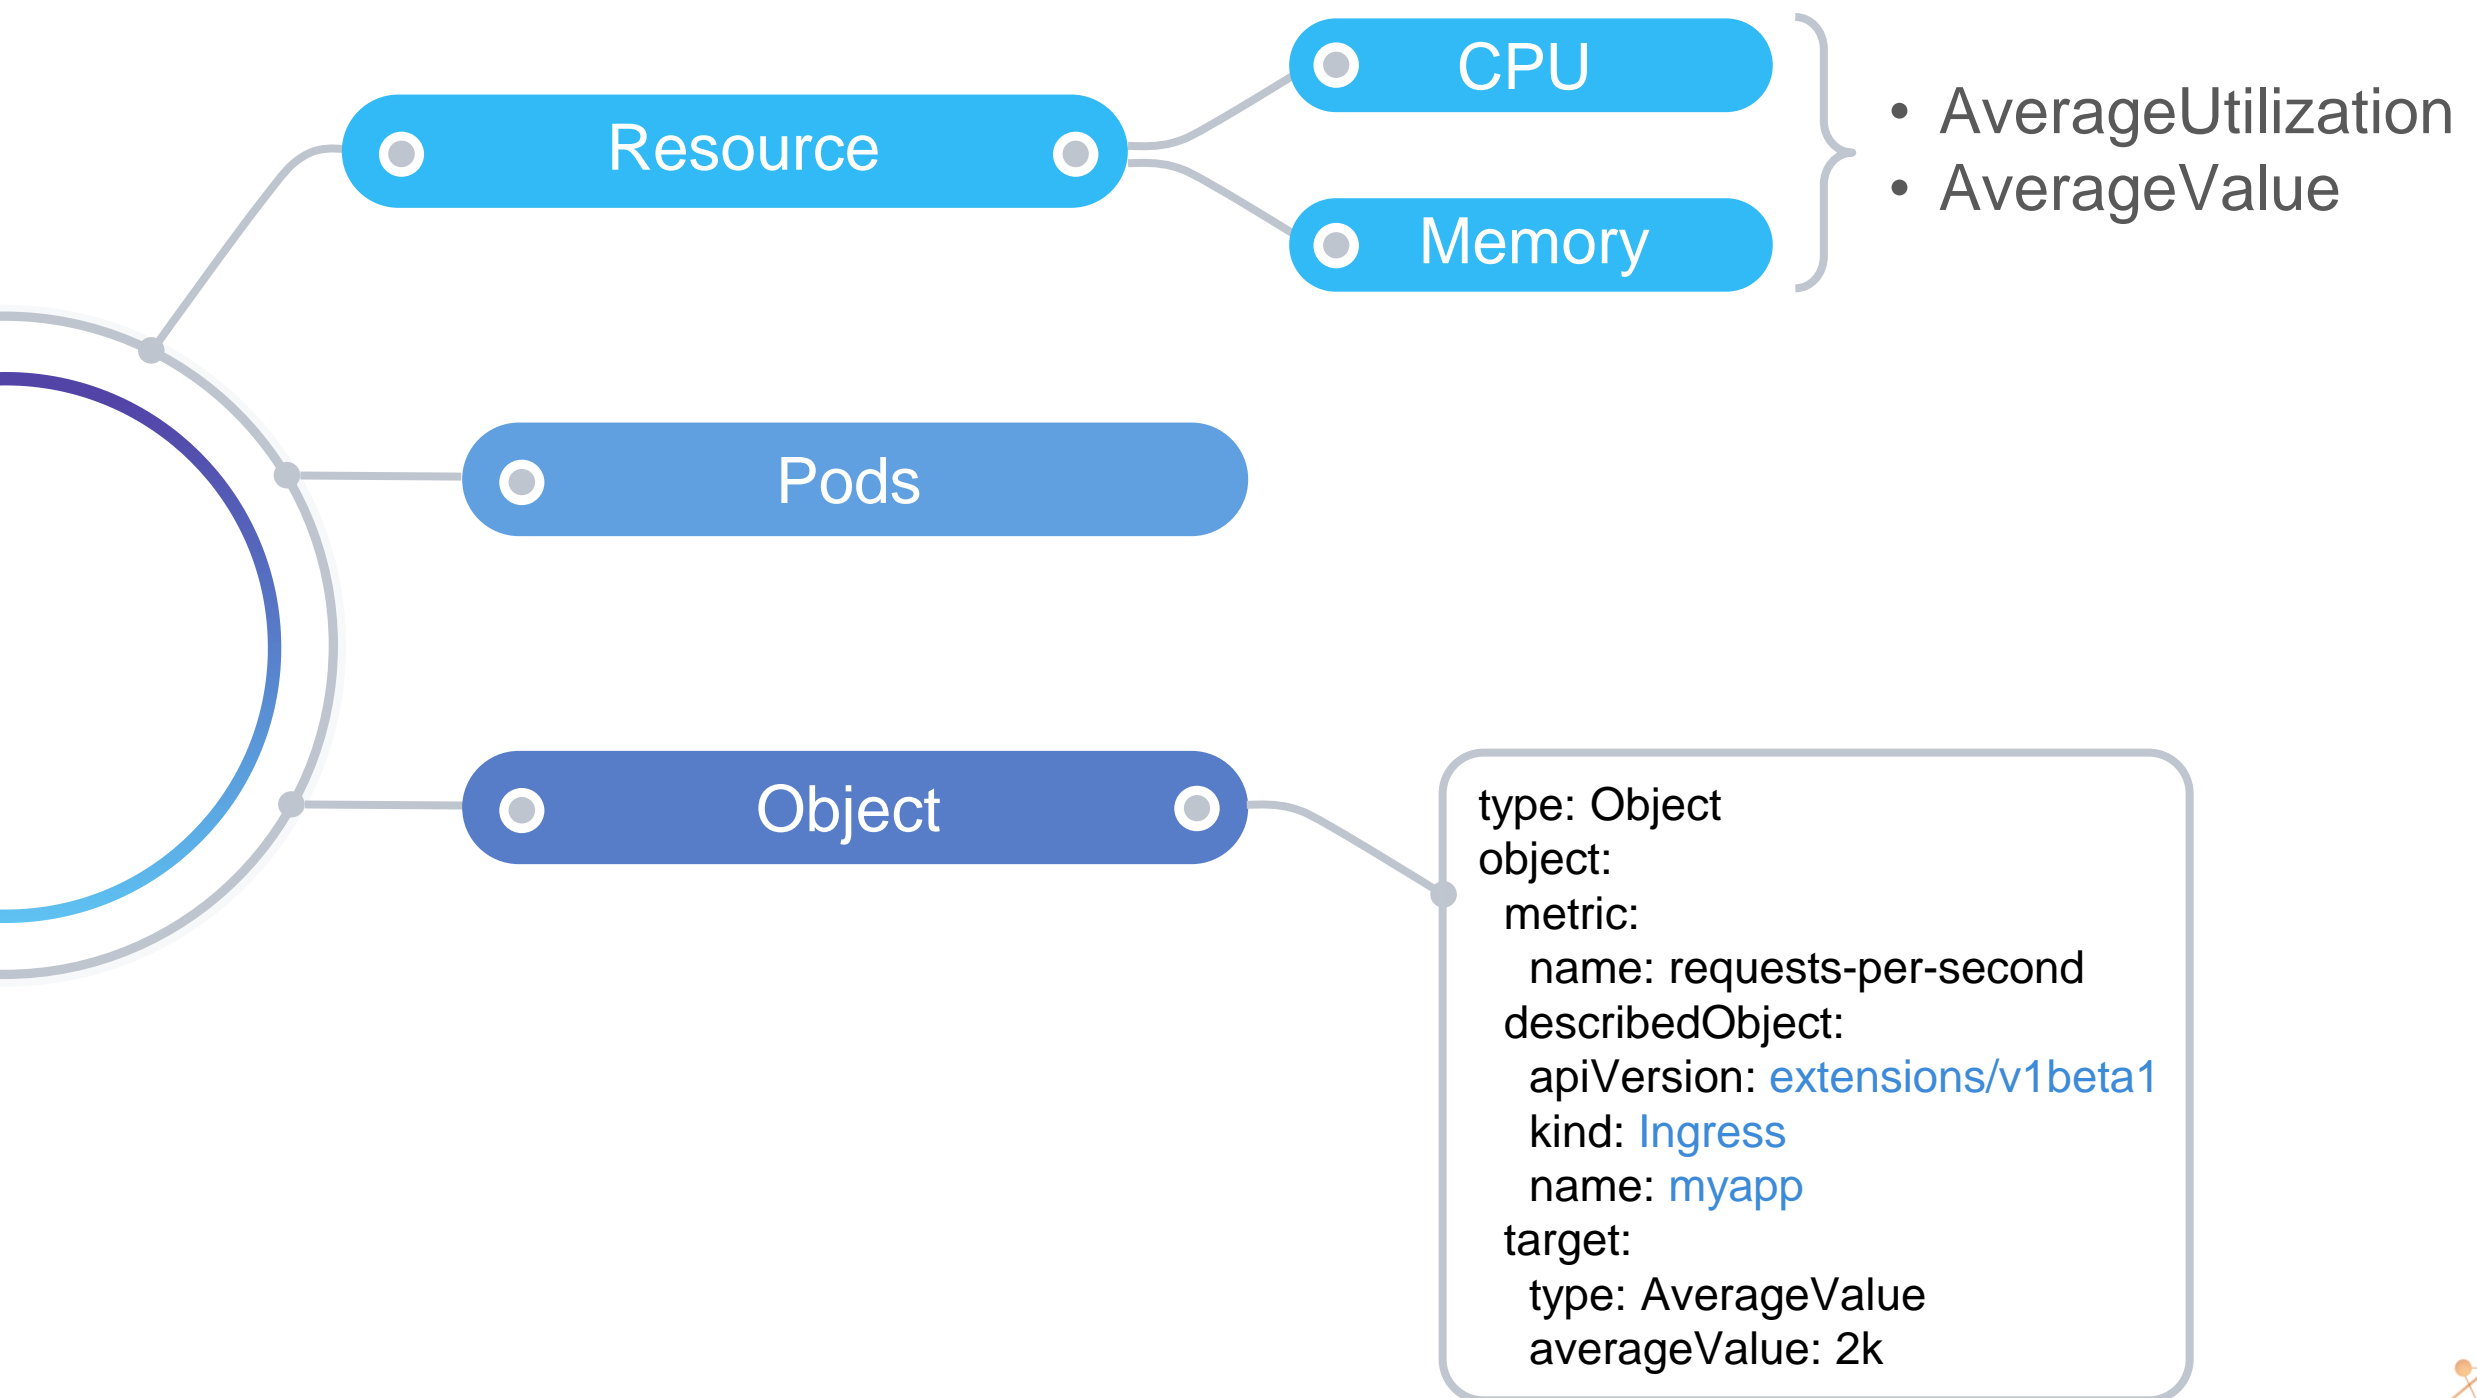 Resource
CPU
Memory
• AverageUtilization
• AverageValue
Pods
Object
type: Object
object:
metric:
name: requests-per-second
describedObject:
apiVersion: extensions/v1beta1
kind: Ingress
name: myapp
target:
type: AverageValue
averageValue: 2k